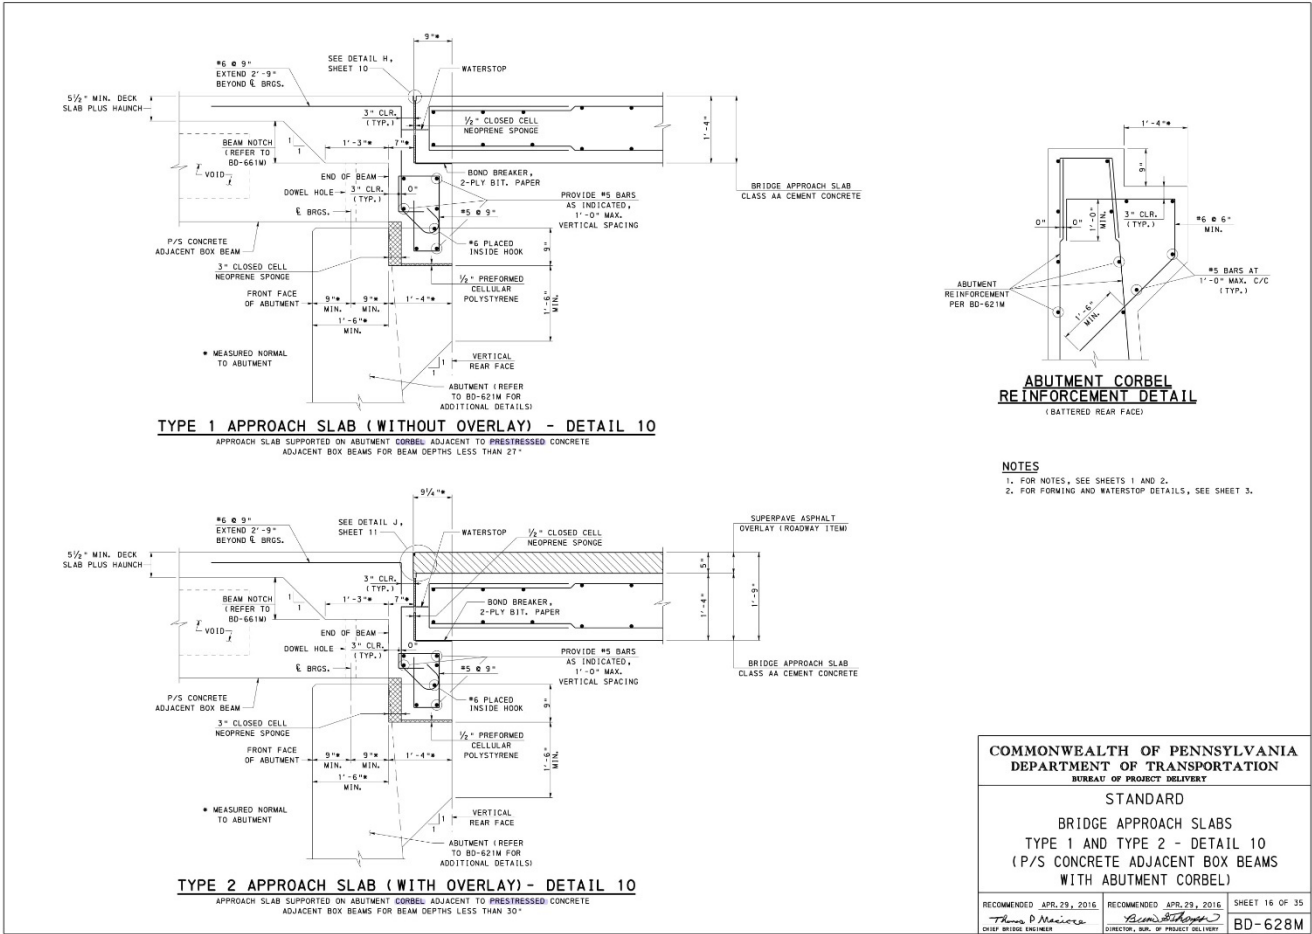 9"*
SEE DETAIL H,
SHEET 10
WATERSTOP
#6 @ 9"
EXTEND 2'-9"
BEYOND ℄ BRGS.
5½" MIN. DECK
SLAB PLUS HAUNCH
3" CLR.
(TYP.)
½" CLOSED CELL
NEOPRENE SPONGE
1'-4"
BEAM NOTCH
(REFER TO
BD-661M)
1
1
1'-3"*
7"*
VOID
END OF BEAM
BOND BREAKER,
2-PLY BIT. PAPER
DOWEL HOLE
3" CLR.
(TYP.)
0"
PROVIDE #5 BARS
AS INDICATED,
1'-0" MAX.
VERTICAL SPACING
BRIDGE APPROACH SLAB
CLASS AA CEMENT CONCRETE
℄ BRGS.
#5 @ 9"
P/S CONCRETE
ADJACENT BOX BEAM
#6 PLACED
INSIDE HOOK
9"
3" CLOSED CELL
NEOPRENE SPONGE
½" PREFORMED
CELLULAR
POLYSTYRENE
FRONT FACE
OF ABUTMENT
9"*
MIN.
9"*
MIN.
1'-4"*
1'-6"
MIN.
1'-6"*
MIN.
* MEASURED NORMAL
TO ABUTMENT
1
1
VERTICAL
REAR FACE
ABUTMENT (REFER
TO BD-621M FOR
ADDITIONAL DETAILS)
TYPE 1 APPROACH SLAB (WITHOUT OVERLAY) - DETAIL 10
APPROACH SLAB SUPPORTED ON ABUTMENT CORBEL ADJACENT TO PRESTRESSED CONCRETE
ADJACENT BOX BEAMS FOR BEAM DEPTHS LESS THAN 27"
1'-4"*
9"
0"
0"
1'-0"
MIN.
3" CLR.
(TYP.)
#6 @ 6"
MIN.
ABUTMENT
REINFORCEMENT
PER BD-621M
1'-6"
MIN.
#5 BARS AT
1'-0" MAX. C/C
(TYP.)
ABUTMENT CORBEL
REINFORCEMENT DETAIL
(BATTERED REAR FACE)
NOTES
1. FOR NOTES, SEE SHEETS 1 AND 2.
2. FOR FORMING AND WATERSTOP DETAILS, SEE SHEET 3.
9¼"*
#6 @ 9"
EXTEND 2'-9"
BEYOND ℄ BRGS.
SEE DETAIL J,
SHEET 11
WATERSTOP
½" CLOSED CELL
NEOPRENE SPONGE
SUPERPAVE ASPHALT
OVERLAY (ROADWAY ITEM)
5½" MIN. DECK
SLAB PLUS HAUNCH
5"
3" CLR.
(TYP.)
1'-4"
1'-9"
BEAM NOTCH
(REFER TO
BD-661M)
1
1
1'-3"*
7"*
BOND BREAKER,
2-PLY BIT. PAPER
VOID
END OF BEAM
DOWEL HOLE
3" CLR.
(TYP.)
0"
PROVIDE #5 BARS
AS INDICATED,
1'-0" MAX.
VERTICAL SPACING
BRIDGE APPROACH SLAB
CLASS AA CEMENT CONCRETE
℄ BRGS.
#5 @ 9"
P/S CONCRETE
ADJACENT BOX BEAM
#6 PLACED
INSIDE HOOK
9"
3" CLOSED CELL
NEOPRENE SPONGE
½" PREFORMED
CELLULAR
POLYSTYRENE
FRONT FACE
OF ABUTMENT
9"*
MIN.
9"*
MIN.
1'-4"*
1'-6"
MIN.
1'-6"*
MIN.
* MEASURED NORMAL
TO ABUTMENT
1
1
VERTICAL
REAR FACE
ABUTMENT (REFER
TO BD-621M FOR
ADDITIONAL DETAILS)
TYPE 2 APPROACH SLAB (WITH OVERLAY) - DETAIL 10
APPROACH SLAB SUPPORTED ON ABUTMENT CORBEL ADJACENT TO PRESTRESSED CONCRETE
ADJACENT BOX BEAMS FOR BEAM DEPTHS LESS THAN 30"
COMMONWEALTH OF PENNSYLVANIA
DEPARTMENT OF TRANSPORTATION
BUREAU OF PROJECT DELIVERY
STANDARD
BRIDGE APPROACH SLABS
TYPE 1 AND TYPE 2 - DETAIL 10
(P/S CONCRETE ADJACENT BOX BEAMS
WITH ABUTMENT CORBEL)
RECOMMENDED APR.29, 2016
CHIEF BRIDGE ENGINEER
RECOMMENDED APR.29, 2016
DIRECTOR, BUR. OF PROJECT DELIVERY
SHEET 16 OF 35
BD-628M